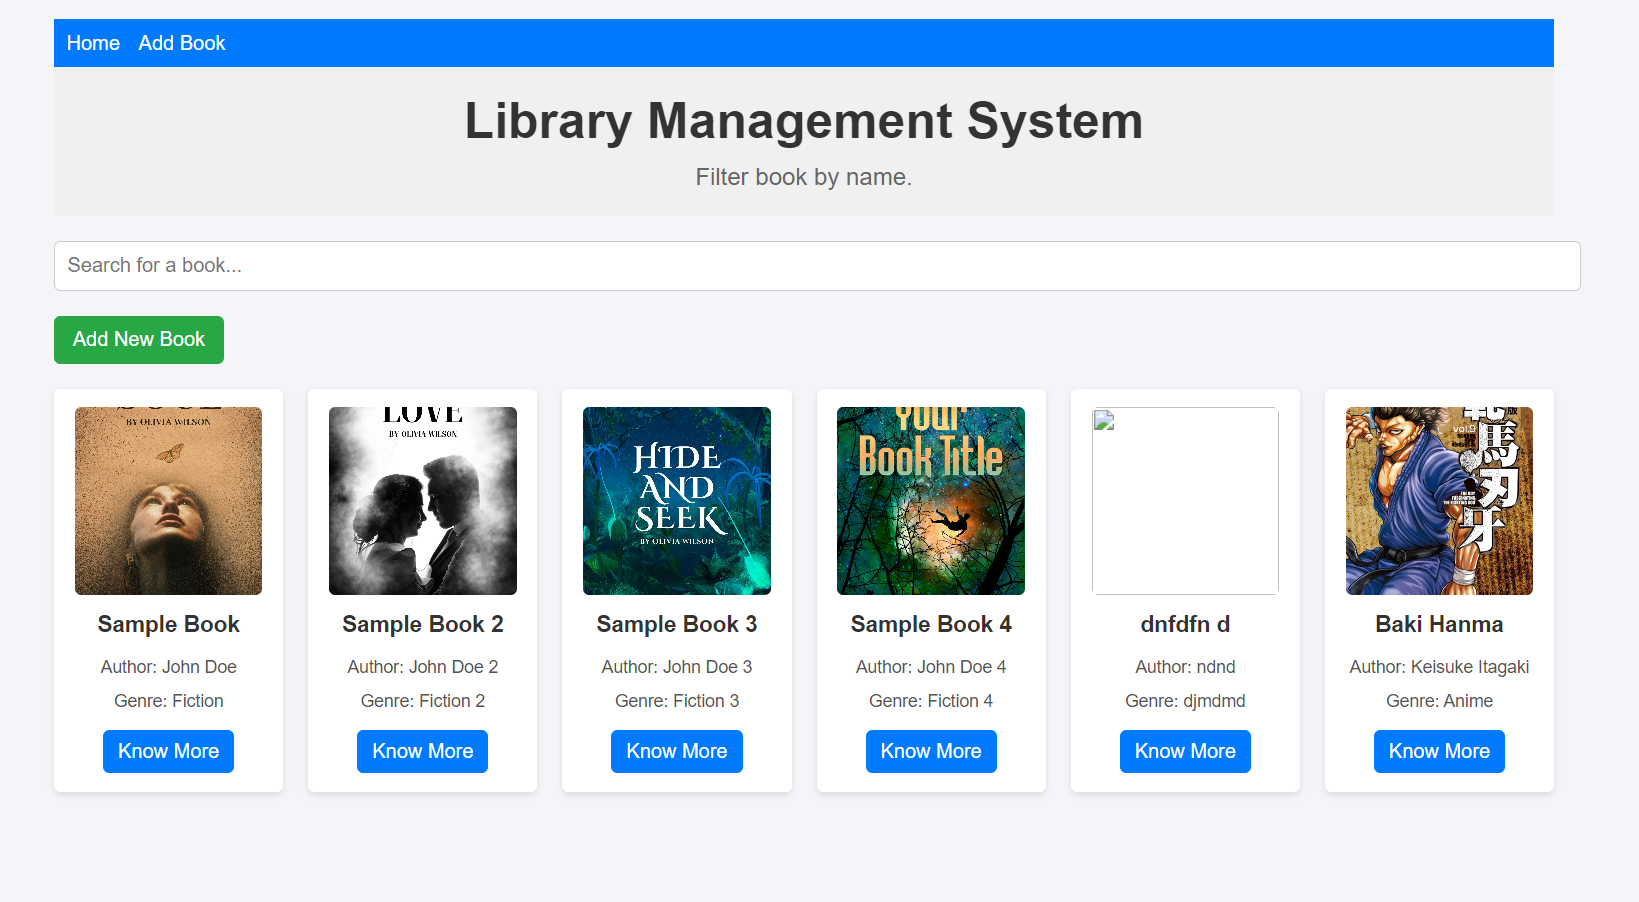 Home Add Book
Library Management System
Filter book by name.
Search for a book...
Add New Book
BY OLIVIA WILSON
Sample Book
Author: John Doe
Genre: Fiction
Know More
LOVE
BY OLIVIA WILSON
Sample Book 2
Author: John Doe 2
Genre: Fiction 2
Know More
HIDE
AND
SEEK
BY OLIVIA WILSON
Sample Book 3
Author: John Doe 3
Genre: Fiction 3
Know More
Your
Book Title
Sample Book 4
Author: John Doe 4
Genre: Fiction 4
Know More
dnfdfn d
Author: ndnd
Genre: djmdmd
Know More
vol.9
馬刃牙
Baki Hanma
Author: Keisuke Itagaki
Genre: Anime
Know More